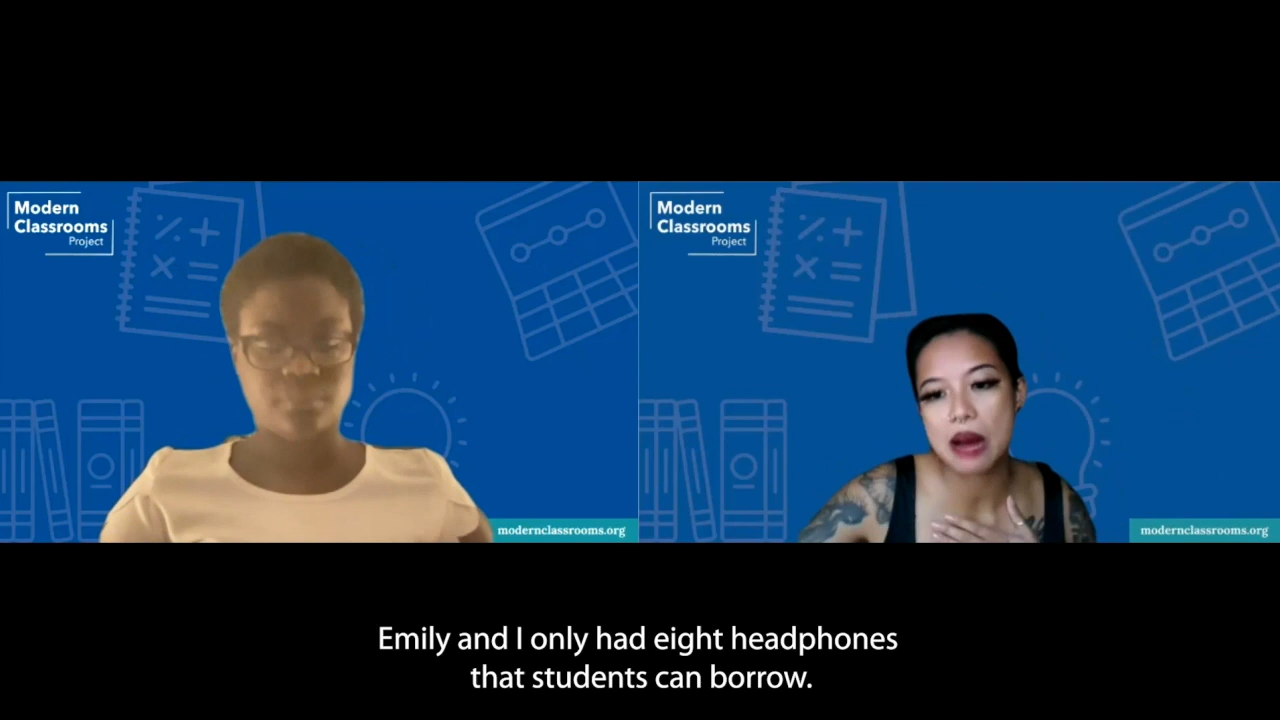 Modern
Classrooms
Project
Modern
Classrooms
Project
modernclassrooms.org
modernclassrooms.org
Emily and I only had eight headphones
that students can borrow.